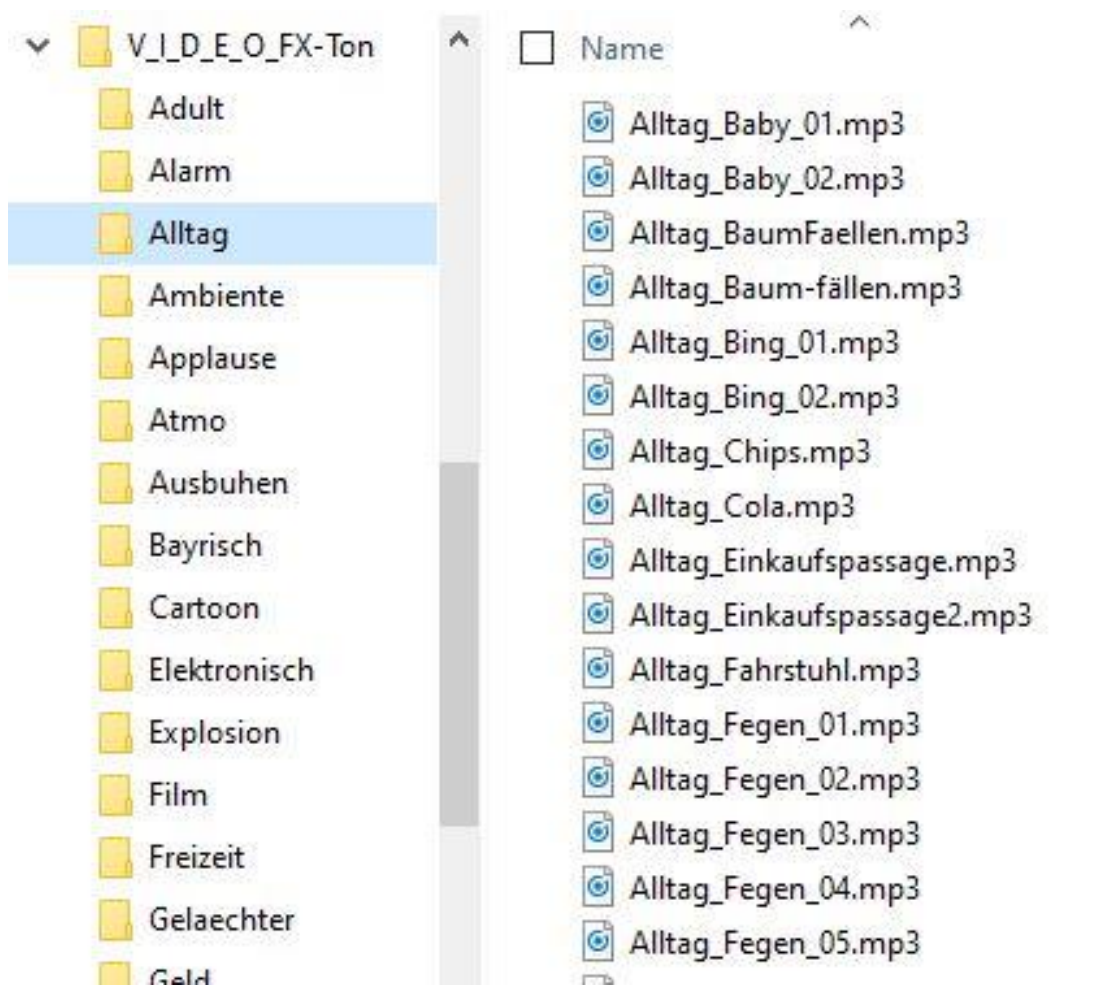 V_I_D_E_O_FX-Ton
Adult
Alarm
Alltag
Ambiente
Applause
Atmo
Ausbuhen
Bayrisch
Cartoon
Elektronisch
Explosion
Film
Freizeit
Gelaechter
Geld
Name
Alltag_Baby_01.mp3
Alltag_Baby_02.mp3
Alltag_BaumFaellen.mp3
Alltag_Baum-fällen.mp3
Alltag_Bing_01.mp3
Alltag_Bing_02.mp3
Alltag_Chips.mp3
Alltag_Cola.mp3
Alltag_Einkaufspassage.mp3
Alltag_Einkaufspassage2.mp3
Alltag_Fahrstuhl.mp3
Alltag_Fegen_01.mp3
Alltag_Fegen_02.mp3
Alltag_Fegen_03.mp3
Alltag_Fegen_04.mp3
Alltag_Fegen_05.mp3